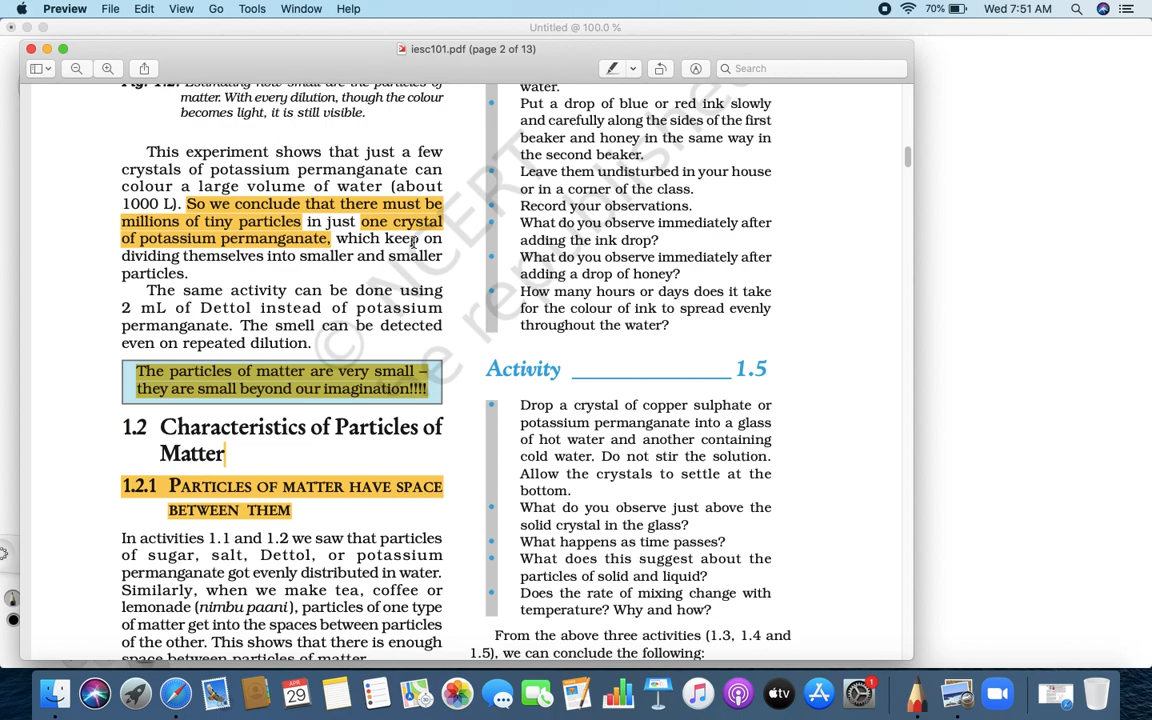 Preview File Edit View Go Tools Window Help
70% Wed 7:51 AM
Untitled @ 100.0 %
iesc101.pdf (page 2 of 13)
Search
matter. With every dilution, though the colour
becomes light, it is still visible.
This experiment shows that just a few
crystals of potassium permanganate can
colour a large volume of water (about
1000 L). So we conclude that there must be
millions of tiny particles in just one crystal
of potassium permanganate, which keep on
dividing themselves into smaller and smaller
particles.
The same activity can be done using
2 mL of Dettol instead of potassium
permanganate. The smell can be detected
even on repeated dilution.
The particles of matter are very small –
they are small beyond our imagination!!!!
1.2 Characteristics of Particles of
Matter
1.2.1 PARTICLES OF MATTER HAVE SPACE
BETWEEN THEM
In activities 1.1 and 1.2 we saw that particles
of sugar, salt, Dettol, or potassium
permanganate got evenly distributed in water.
Similarly, when we make tea, coffee or
lemonade (nimbu paani), particles of one type
of matter get into the spaces between particles
of the other. This shows that there is enough
space between particles of matter.
water.
Put a drop of blue or red ink slowly
and carefully along the sides of the first
beaker and honey in the same way in
the second beaker.
Leave them undisturbed in your house
or in a corner of the class.
Record your observations.
What do you observe immediately after
adding the ink drop?
What do you observe immediately after
adding a drop of honey?
How many hours or days does it take
for the colour of ink to spread evenly
throughout the water?
Activity 1.5
Drop a crystal of copper sulphate or
potassium permanganate into a glass
of hot water and another containing
cold water. Do not stir the solution.
Allow the crystals to settle at the
bottom.
What do you observe just above the
solid crystal in the glass?
What happens as time passes?
What does this suggest about the
particles of solid and liquid?
Does the rate of mixing change with
temperature? Why and how?
From the above three activities (1.3, 1.4 and
1.5), we can conclude the following:
© NCERT
be republished
APR
29
tv
1